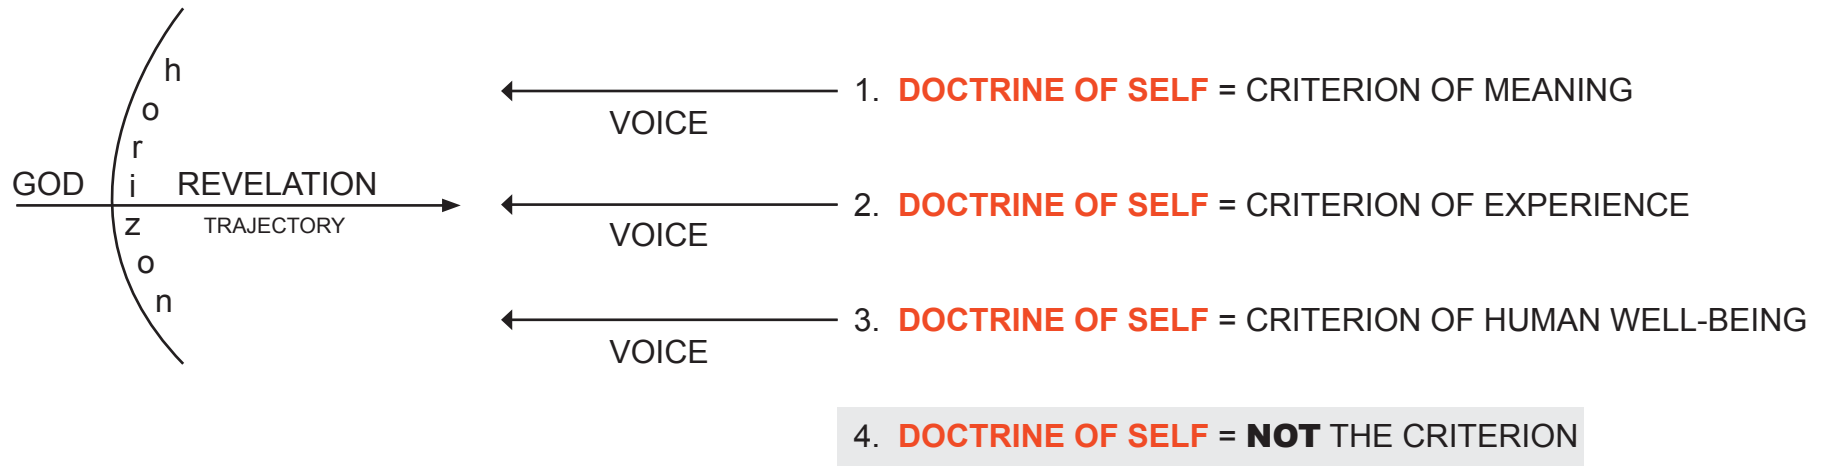 horizon
GOD
REVELATION
TRAJECTORY
VOICE
1. DOCTRINE OF SELF = CRITERION OF MEANING
VOICE
2. DOCTRINE OF SELF = CRITERION OF EXPERIENCE
VOICE
3. DOCTRINE OF SELF = CRITERION OF HUMAN WELL-BEING
4. DOCTRINE OF SELF = NOT THE CRITERION